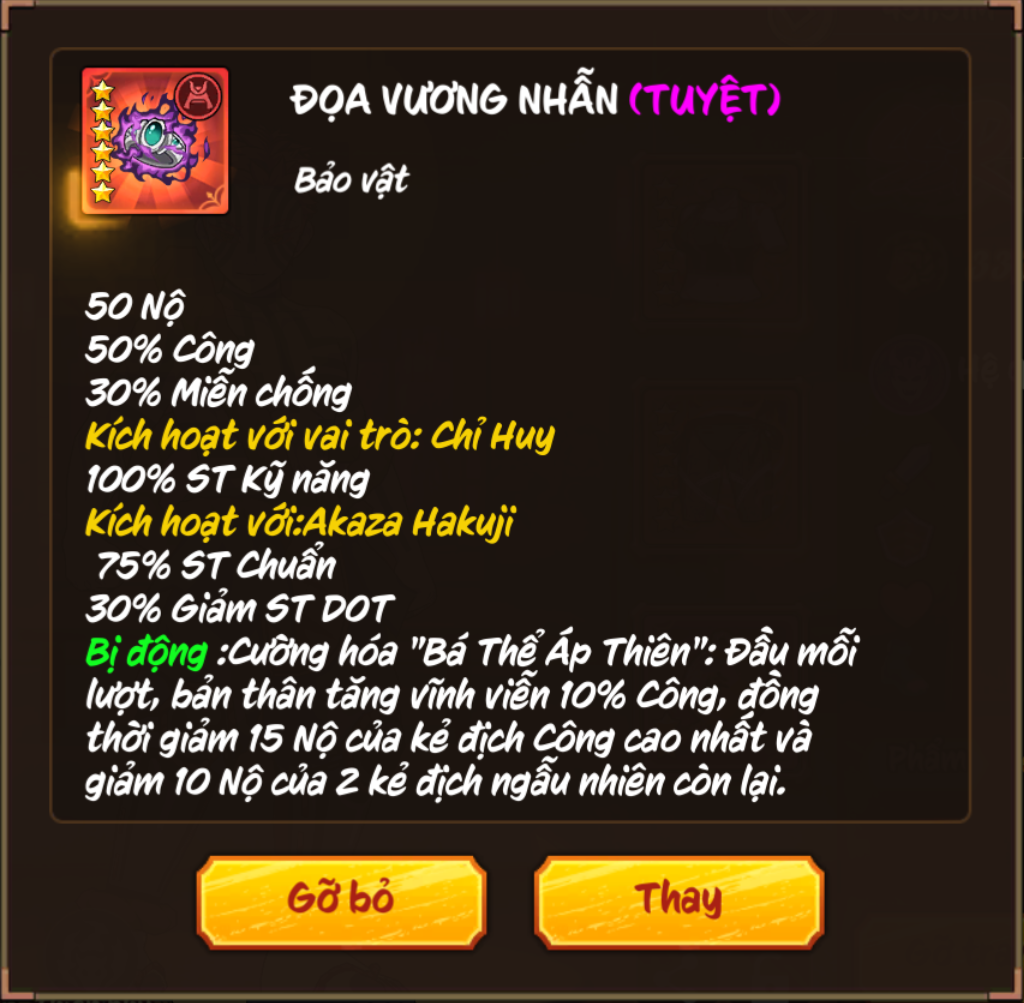 ĐỌA VƯƠNG NHẪN (TUYỆT)
Bảo vật
50 Nộ
50% Công
30% Miễn chống
Kích hoạt với vai trò: Chỉ Huy
100% ST Kỹ năng
Kích hoạt với:Akaza Hakuji
75% ST Chuẩn
30% Giảm ST DOT
Bị động :Cường hóa "Bá Thể Áp Thiên": Đầu mỗi
lượt, bản thân tăng vĩnh viễn 10% Công, đồng
thời giảm 15 Nộ của kẻ địch Công cao nhất và
giảm 10 Nộ của 2 kẻ địch ngẫu nhiên còn lại.
Gỡ bỏ
Thay